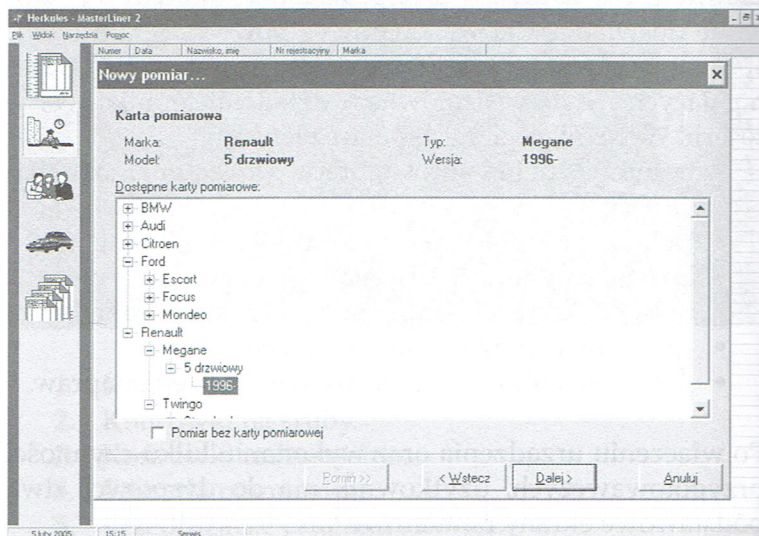 Herkules - MasterLiner 2
Plik Widok Narzędzia Pomoc
Numer Data Nazwisko, imię Nr rejestracyjny Marka
Nowy pomiar...
Karta pomiarowa
Marka: Renault Typ: Megane
Model: 5 drzwiowy Wersja: 1996-
Dostępne karty pomiarowe:
BMW
Audi
Citroen
Ford
Escort
Focus
Mondeo
Renault
Megane
5 drzwiowy
1996-
Twingo
Pomiar bez karty pomiarowej
Pomiń >> < Wstecz Dalej > Anuluj
5 luty 2005 15:15 Serwis